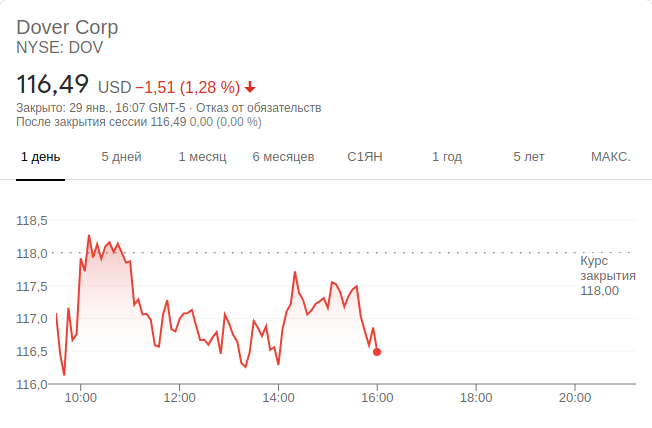 Dover Corp
NYSE: DOV
116,49 USD −1,51 (1,28 %)
Закрыто: 29 янв., 16:07 GMT-5 · Отказ от обязательств
После закрытия сессии 116,49 0,00 (0,00 %)
1 день 5 дней 1 месяц 6 месяцев С1ЯН 1 год 5 лет МАКС.
118,5
118,0
Курс
закрытия
118,00
117,5
117,0
116,5
116,0
10:00 12:00 14:00 16:00 18:00 20:00